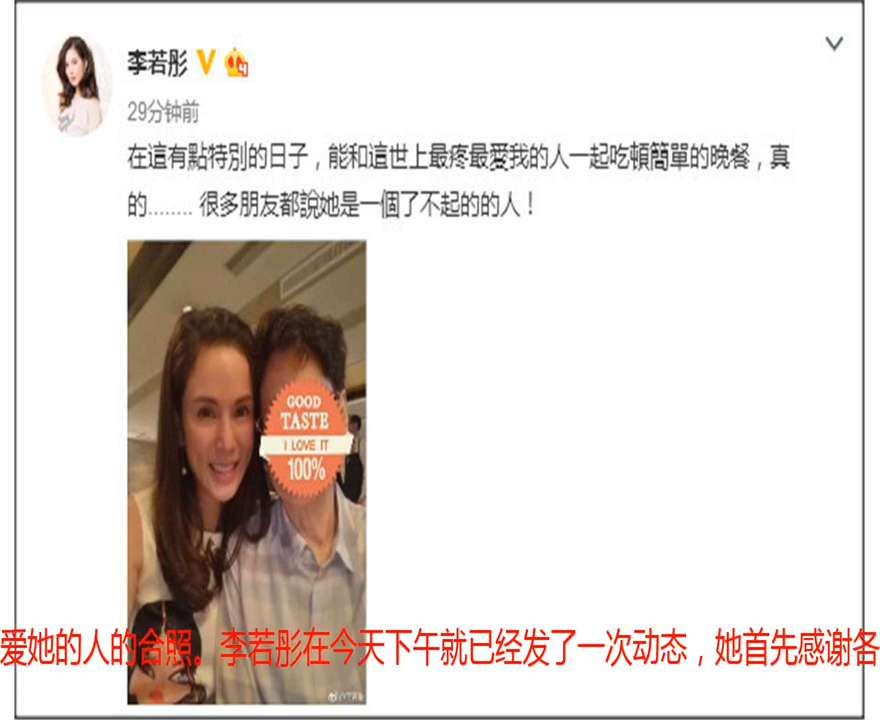 李若彤
29分钟前
在這有點特別的日子，能和這世上最疼最愛我的人一起吃頓簡單的晚餐，真
的........ 很多朋友都說她是一個了不起的的人！
GOOD
TASTE
I LOVE IT
100%
爱她的人的合照。李若彤在今天下午就已经发了一次动态，她首先感谢各